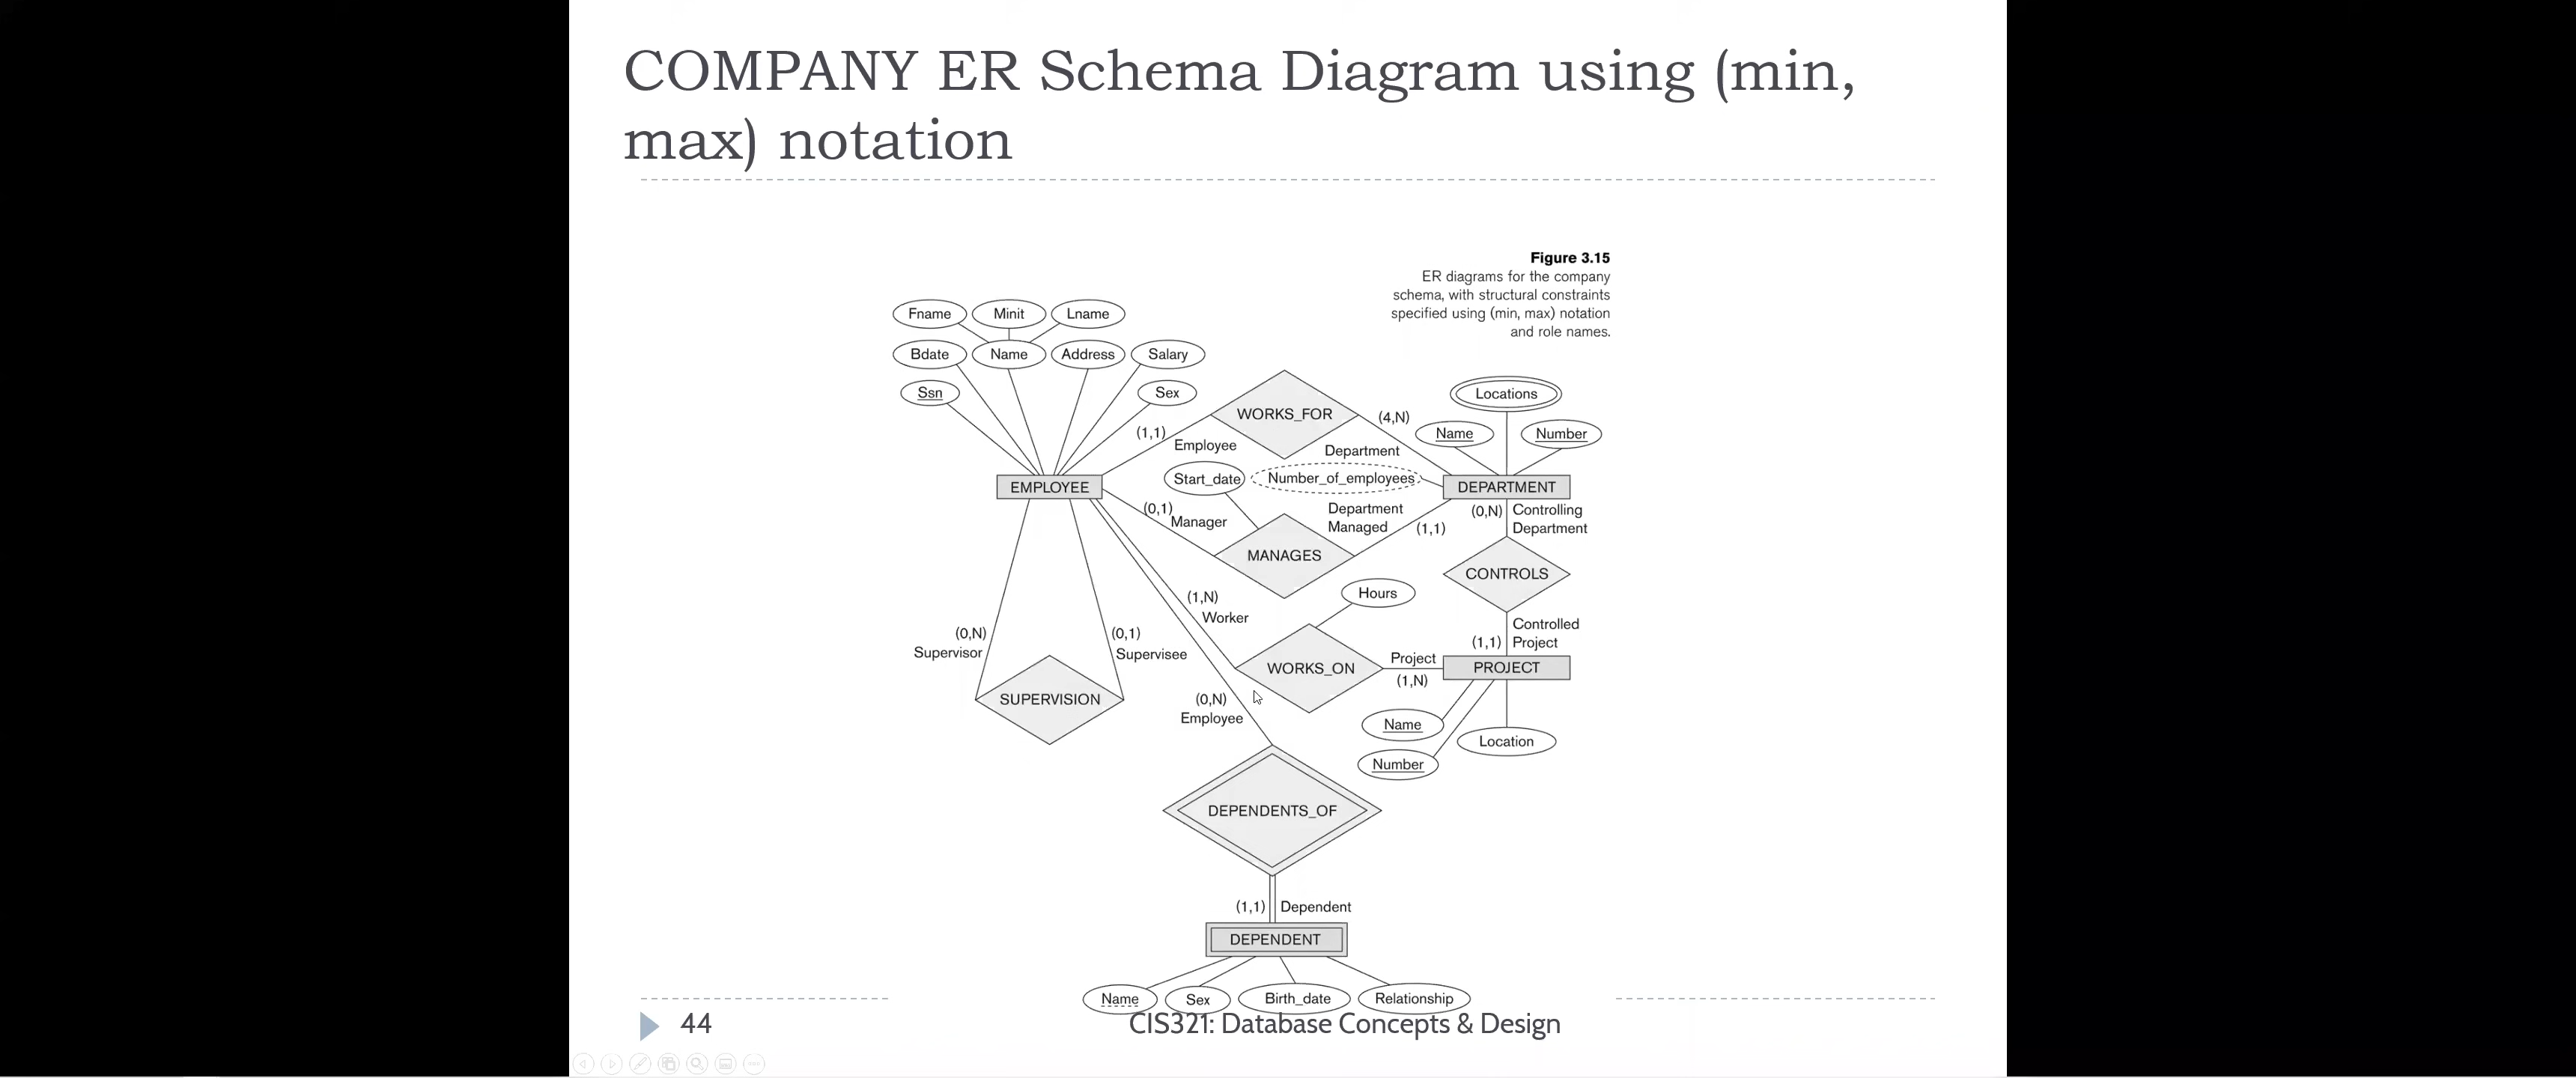 COMPANY ER Schema Diagram using (min,
max) notation
Figure 3.15
ER diagrams for the company
schema, with structural constraints
specified using (min, max) notation
and role names.
Fname
Minit
Lname
Bdate
Name
Address
Salary
Ssn
Sex
WORKS_FOR
(1,1)
Employee
(4,N)
Department
Locations
Name
Number
Start_date
Number_of_employees
EMPLOYEE
DEPARTMENT
(0,1)
Manager
Department
Managed
(1,1)
MANAGES
(0,N)
Controlling
Department
CONTROLS
Hours
(1,N)
Worker
Controlled
Project
(1,1)
(0,N)
Supervisor
(0,1)
Supervisee
WORKS_ON
Project
(1,N)
PROJECT
SUPERVISION
(0,N)
Employee
Name
Number
Location
DEPENDENTS_OF
(1,1)
Dependent
DEPENDENT
Name
Sex
Birth_date
Relationship
44
CIS321: Database Concepts & Design